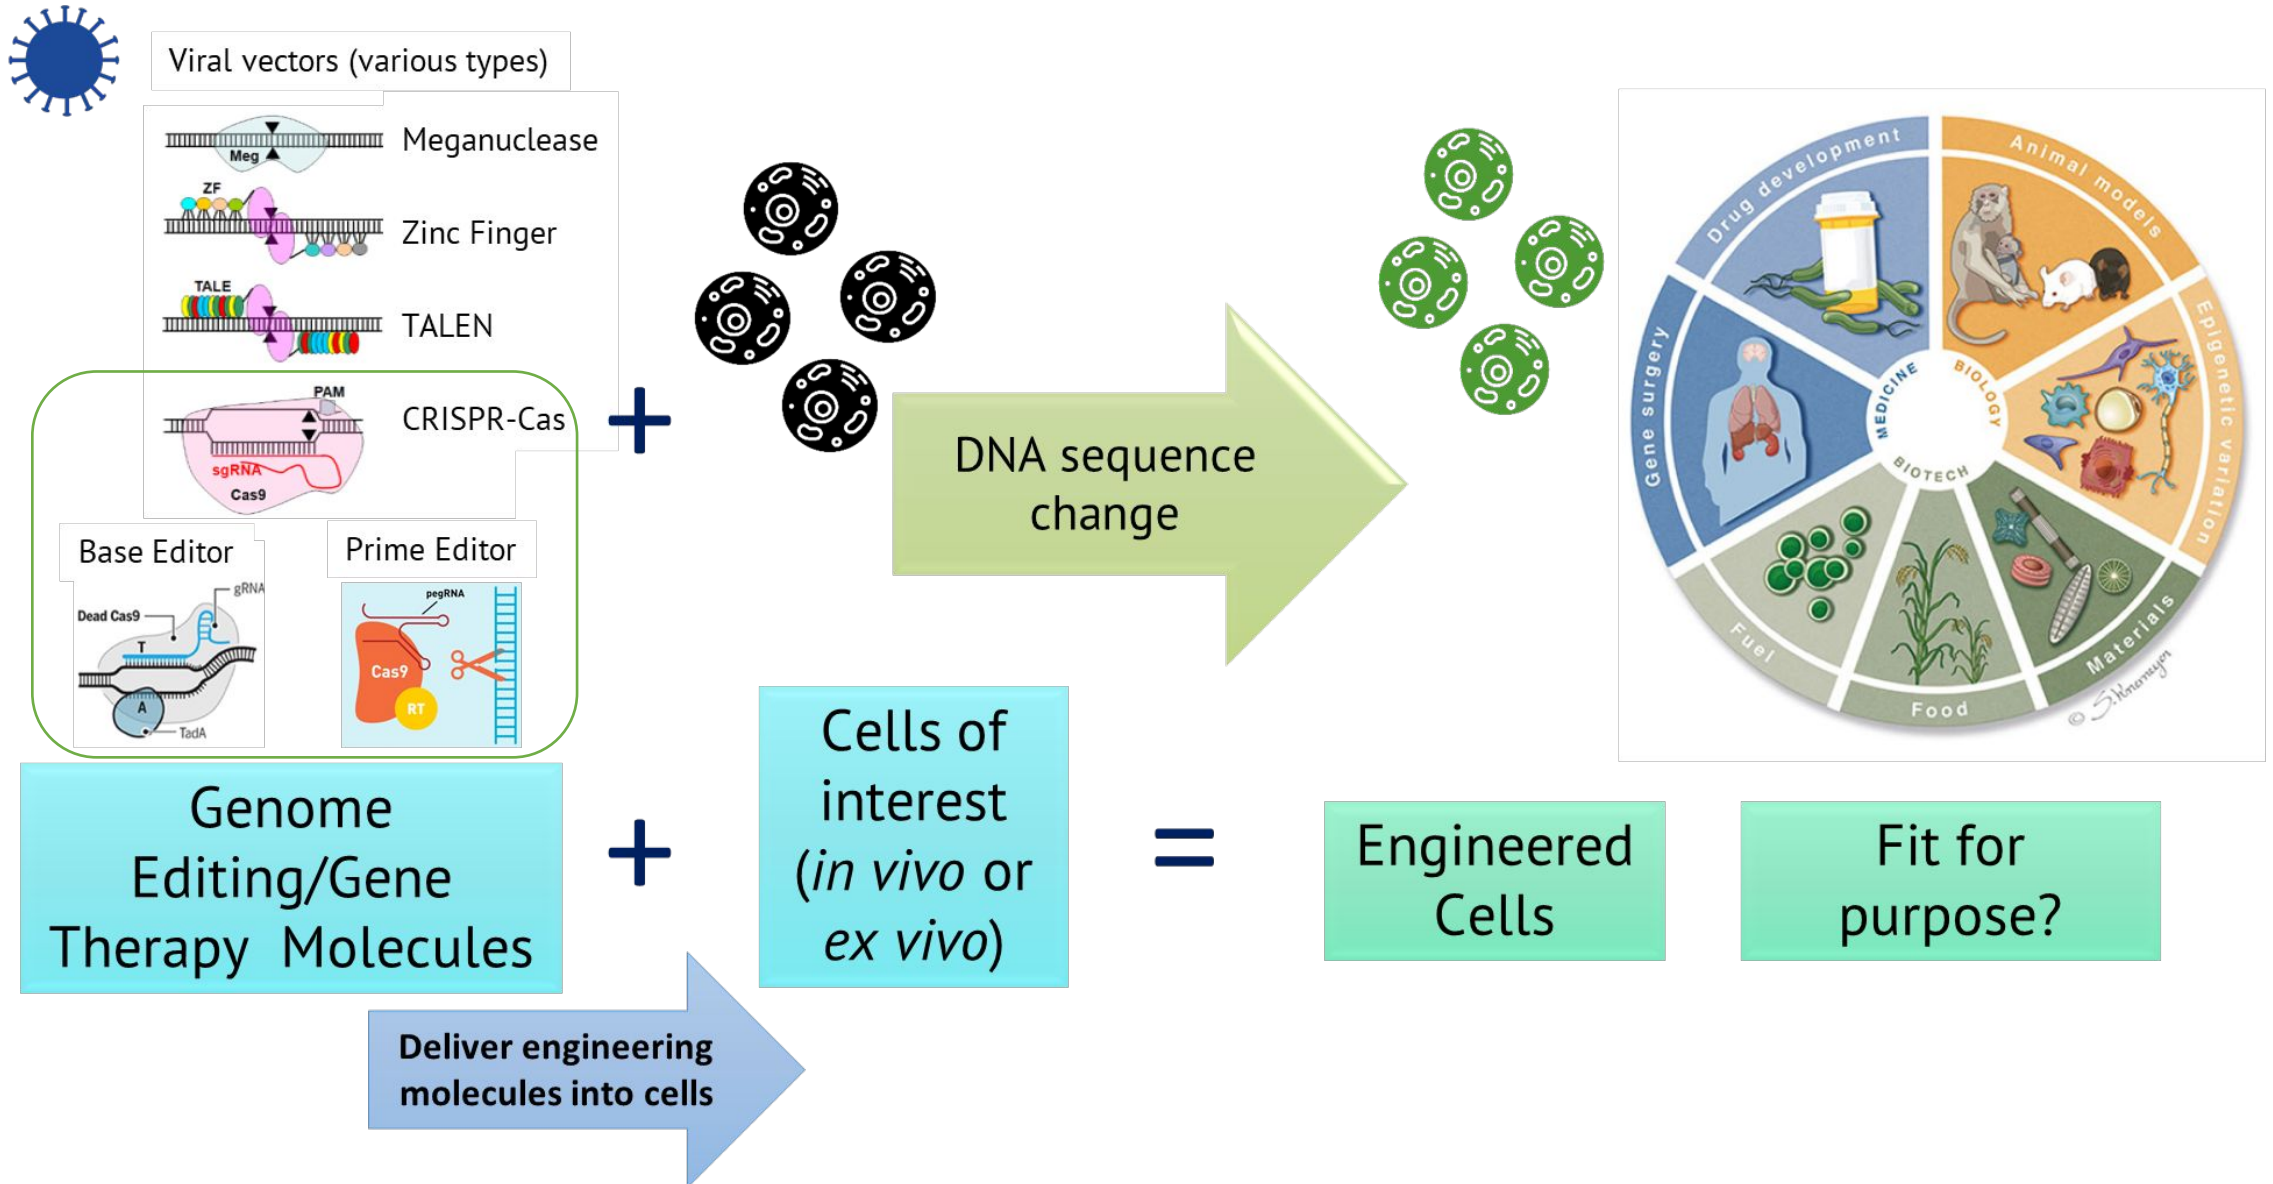 Viral vectors (various types)
Meg
Meganuclease
ZF
Zinc Finger
TALE
TALEN
PAM
CRISPR-Cas
sgRNA
Cas9
Base Editor
gRNA
Dead Cas9
T
A
TadA
Prime Editor
pegRNA
Cas9
RT
+
DNA sequence
change
Drug development
Animal models
Gene surgery
Epigenetic variation
MEDICINE
BIOLOGY
BIOTECH
Fuel
Food
Materials
Genome
Editing/Gene
Therapy Molecules
+
Cells of
interest
(in vivo or
ex vivo)
=
Engineered
Cells
Fit for
purpose?
Deliver engineering
molecules into cells